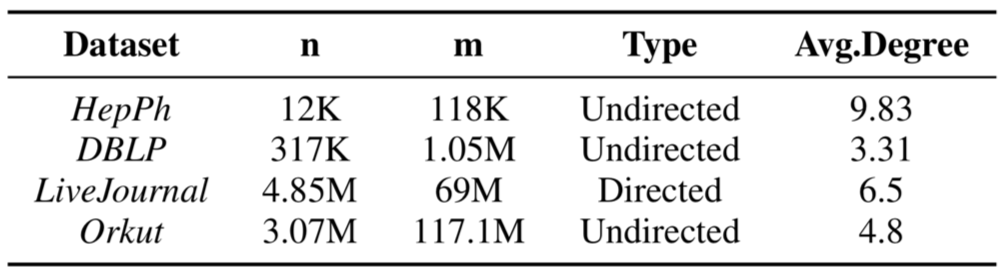 Dataset n m Type Avg.Degree
HepPh 12K 118K Undirected 9.83
DBLP 317K 1.05M Undirected 3.31
LiveJournal 4.85M 69M Directed 6.5
Orkut 3.07M 117.1M Undirected 4.8